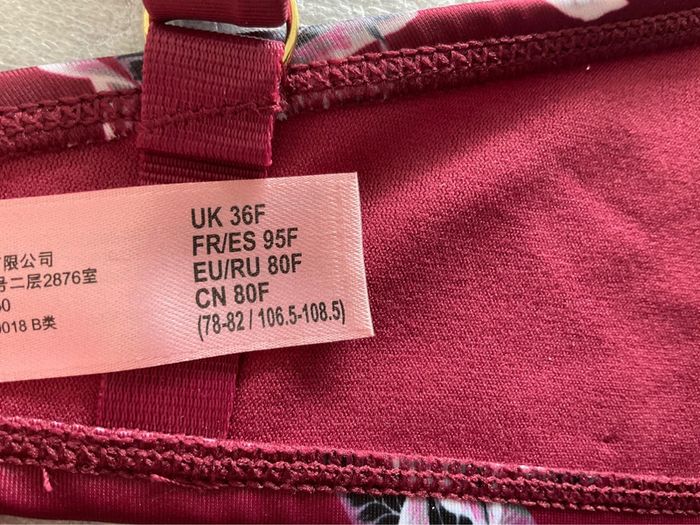 限公司
号二层2876室
0018 B类
UK 36F
FR/ES 95F
EU/RU 80F
CN 80F
(78-82 / 106.5-108.5)